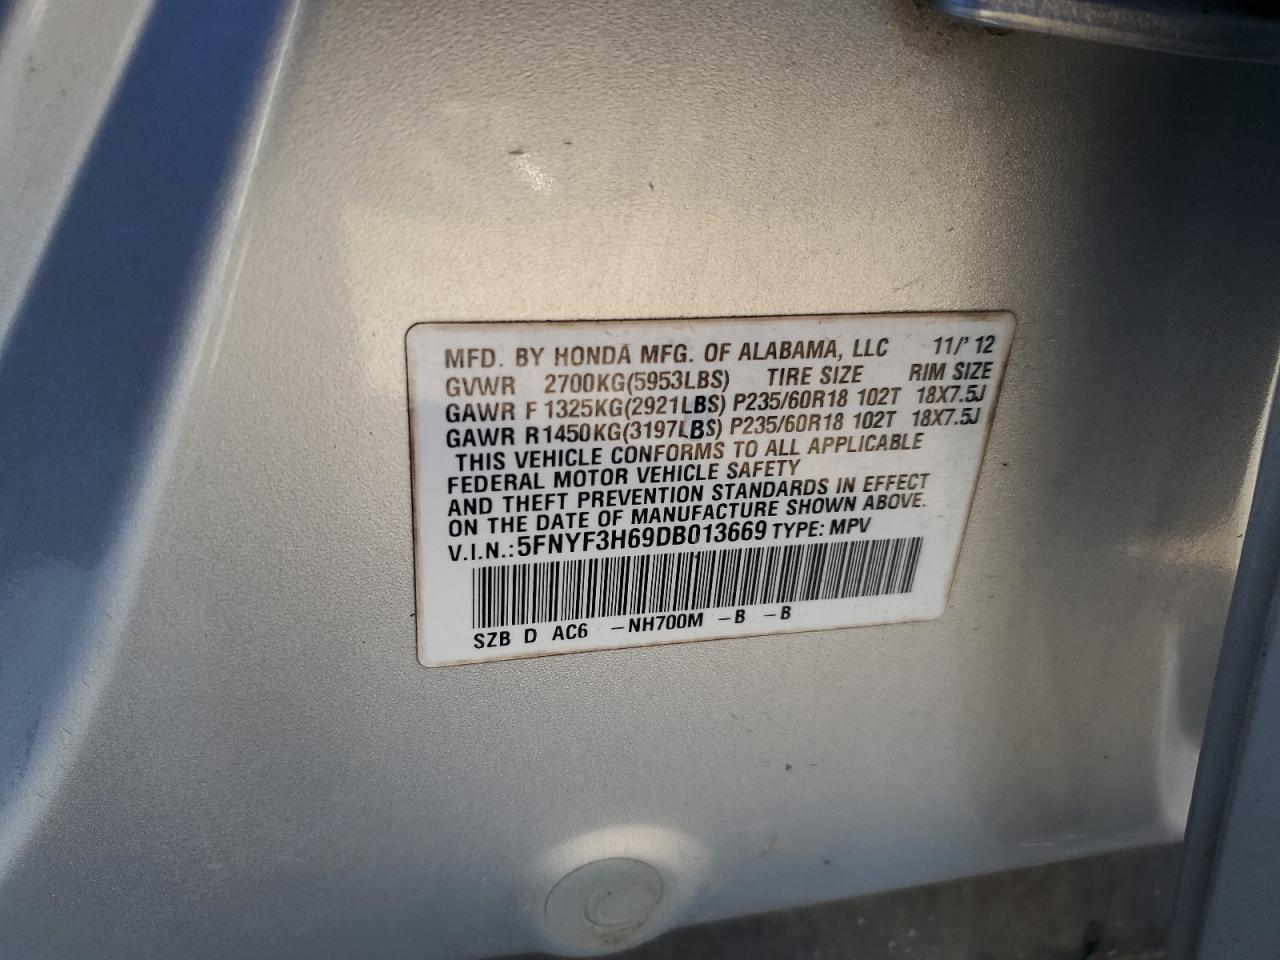 MFD. BY HONDA MFG. OF ALABAMA, LLC 11/'12
GVWR 2700KG(5953LBS) TIRE SIZE RIM SIZE
GAWR F 1325KG(2921LBS) P235/60R18 102T 18X7.5J
GAWR R1450KG(3197LBS) P235/60R18 102T 18X7.5J
THIS VEHICLE CONFORMS TO ALL APPLICABLE
FEDERAL MOTOR VEHICLE SAFETY
AND THEFT PREVENTION STANDARDS IN EFFECT
ON THE DATE OF MANUFACTURE SHOWN ABOVE.
V.I.N.:5FNYF3H69DB013669 TYPE: MPV
SZB D AC6 –NH700M –B –B